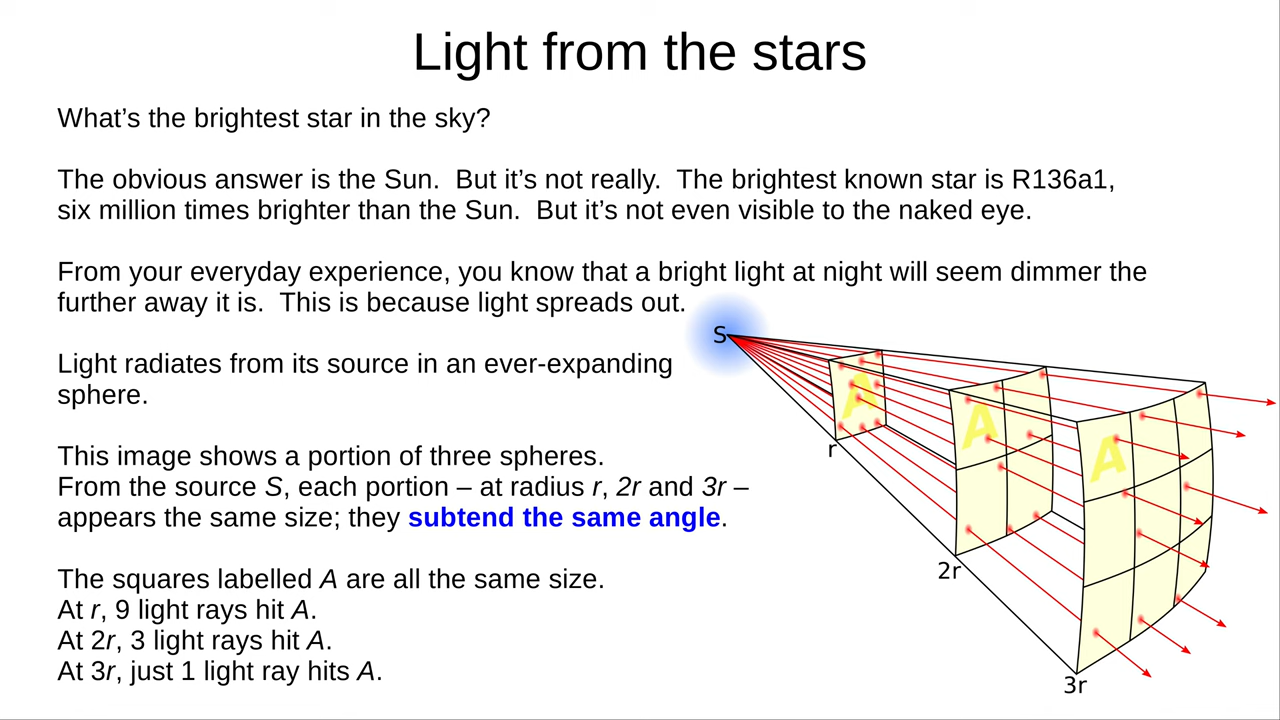 Light from the stars
What’s the brightest star in the sky?
The obvious answer is the Sun.  But it’s not really.  The brightest known star is R136a1,
six million times brighter than the Sun.  But it’s not even visible to the naked eye.
From your everyday experience, you know that a bright light at night will seem dimmer the
further away it is.  This is because light spreads out.
S
Light radiates from its source in an ever-expanding
sphere.
A
A
A
r
This image shows a portion of three spheres.
From the source S, each portion – at radius r, 2r and 3r –
appears the same size; they subtend the same angle.
2r
The squares labelled A are all the same size.
At r, 9 light rays hit A.
At 2r, 3 light rays hit A.
At 3r, just 1 light ray hits A.
3r